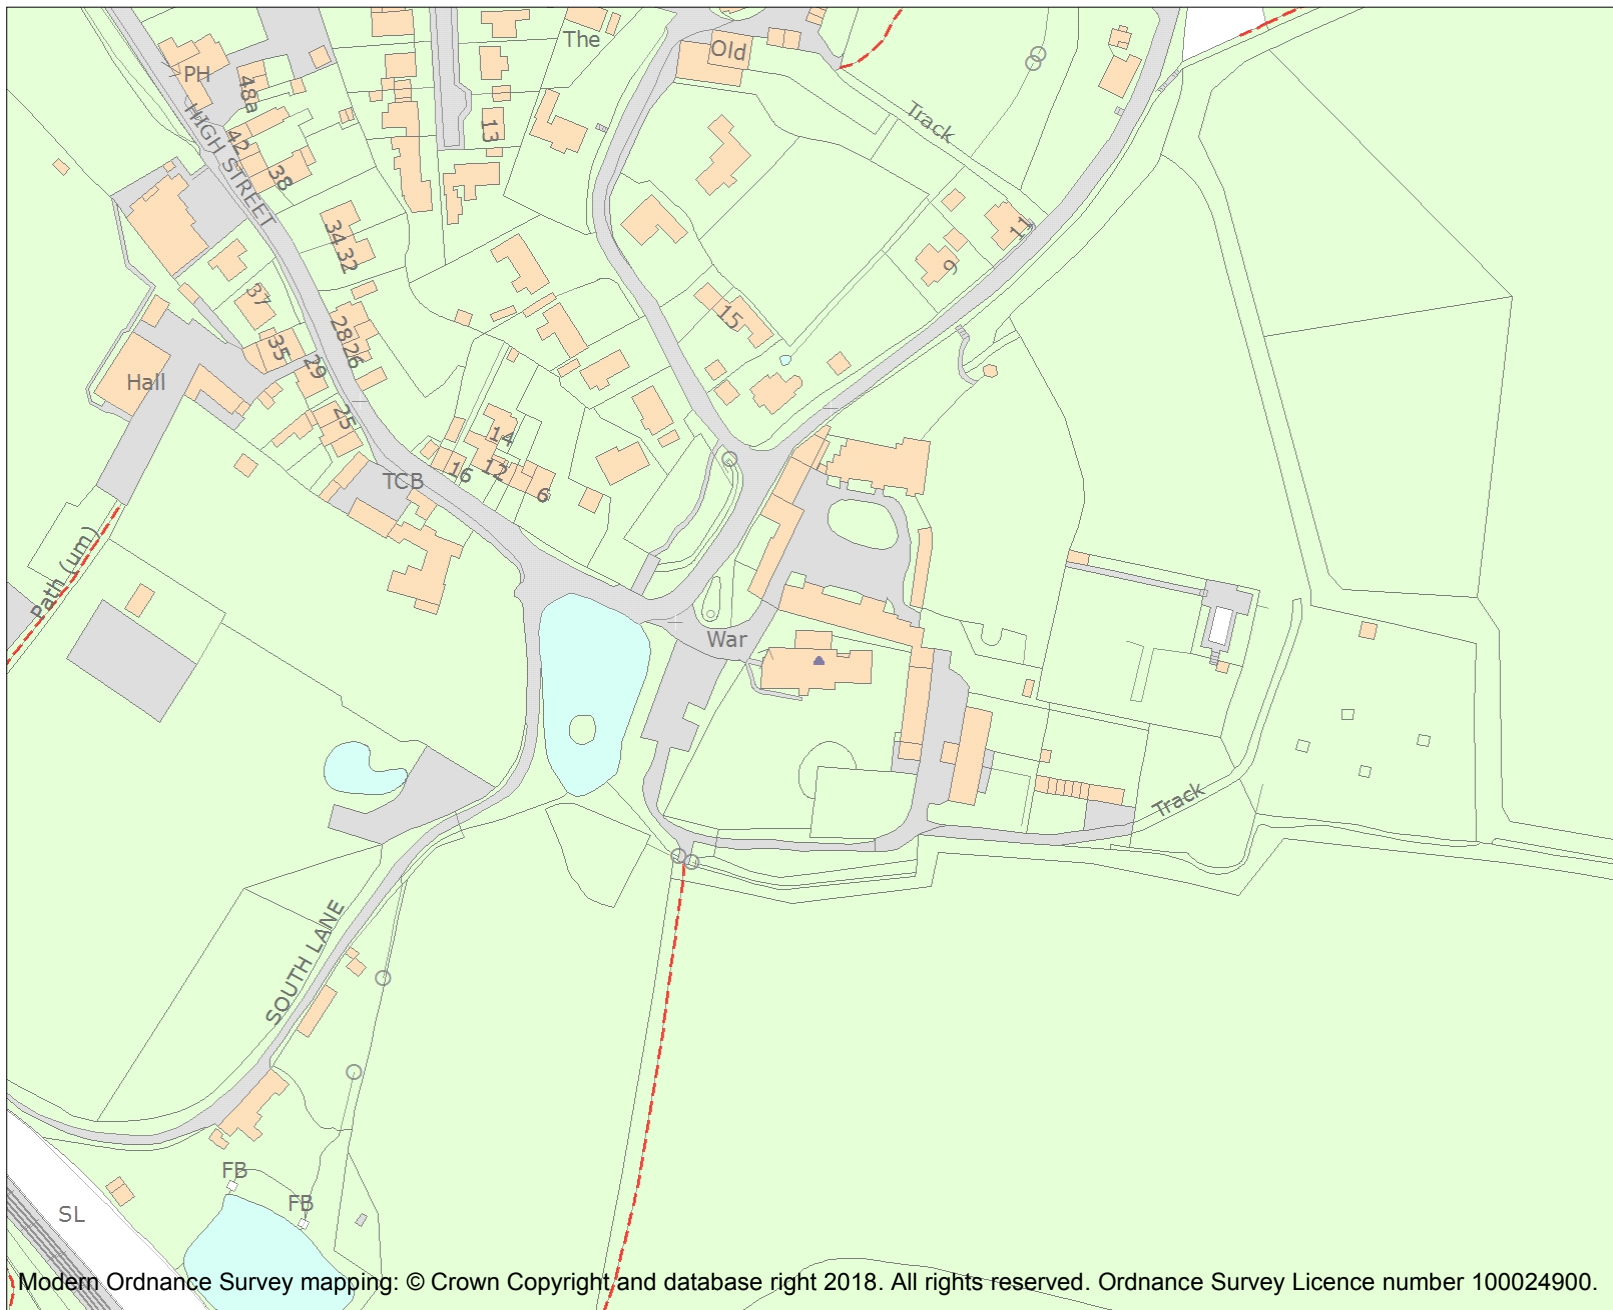 The
Old
PH
48a
Track
13
42
HIGH STREET
38
34
32
11
9
37
15
28
26
35
29
Hall
25
14
16
12
6
TCB
Path (um)
War
Track
SOUTH LANE
FB
FB
SL
Modern Ordnance Survey mapping: © Crown Copyright and database right 2018. All rights reserved. Ordnance Survey Licence number 100024900.